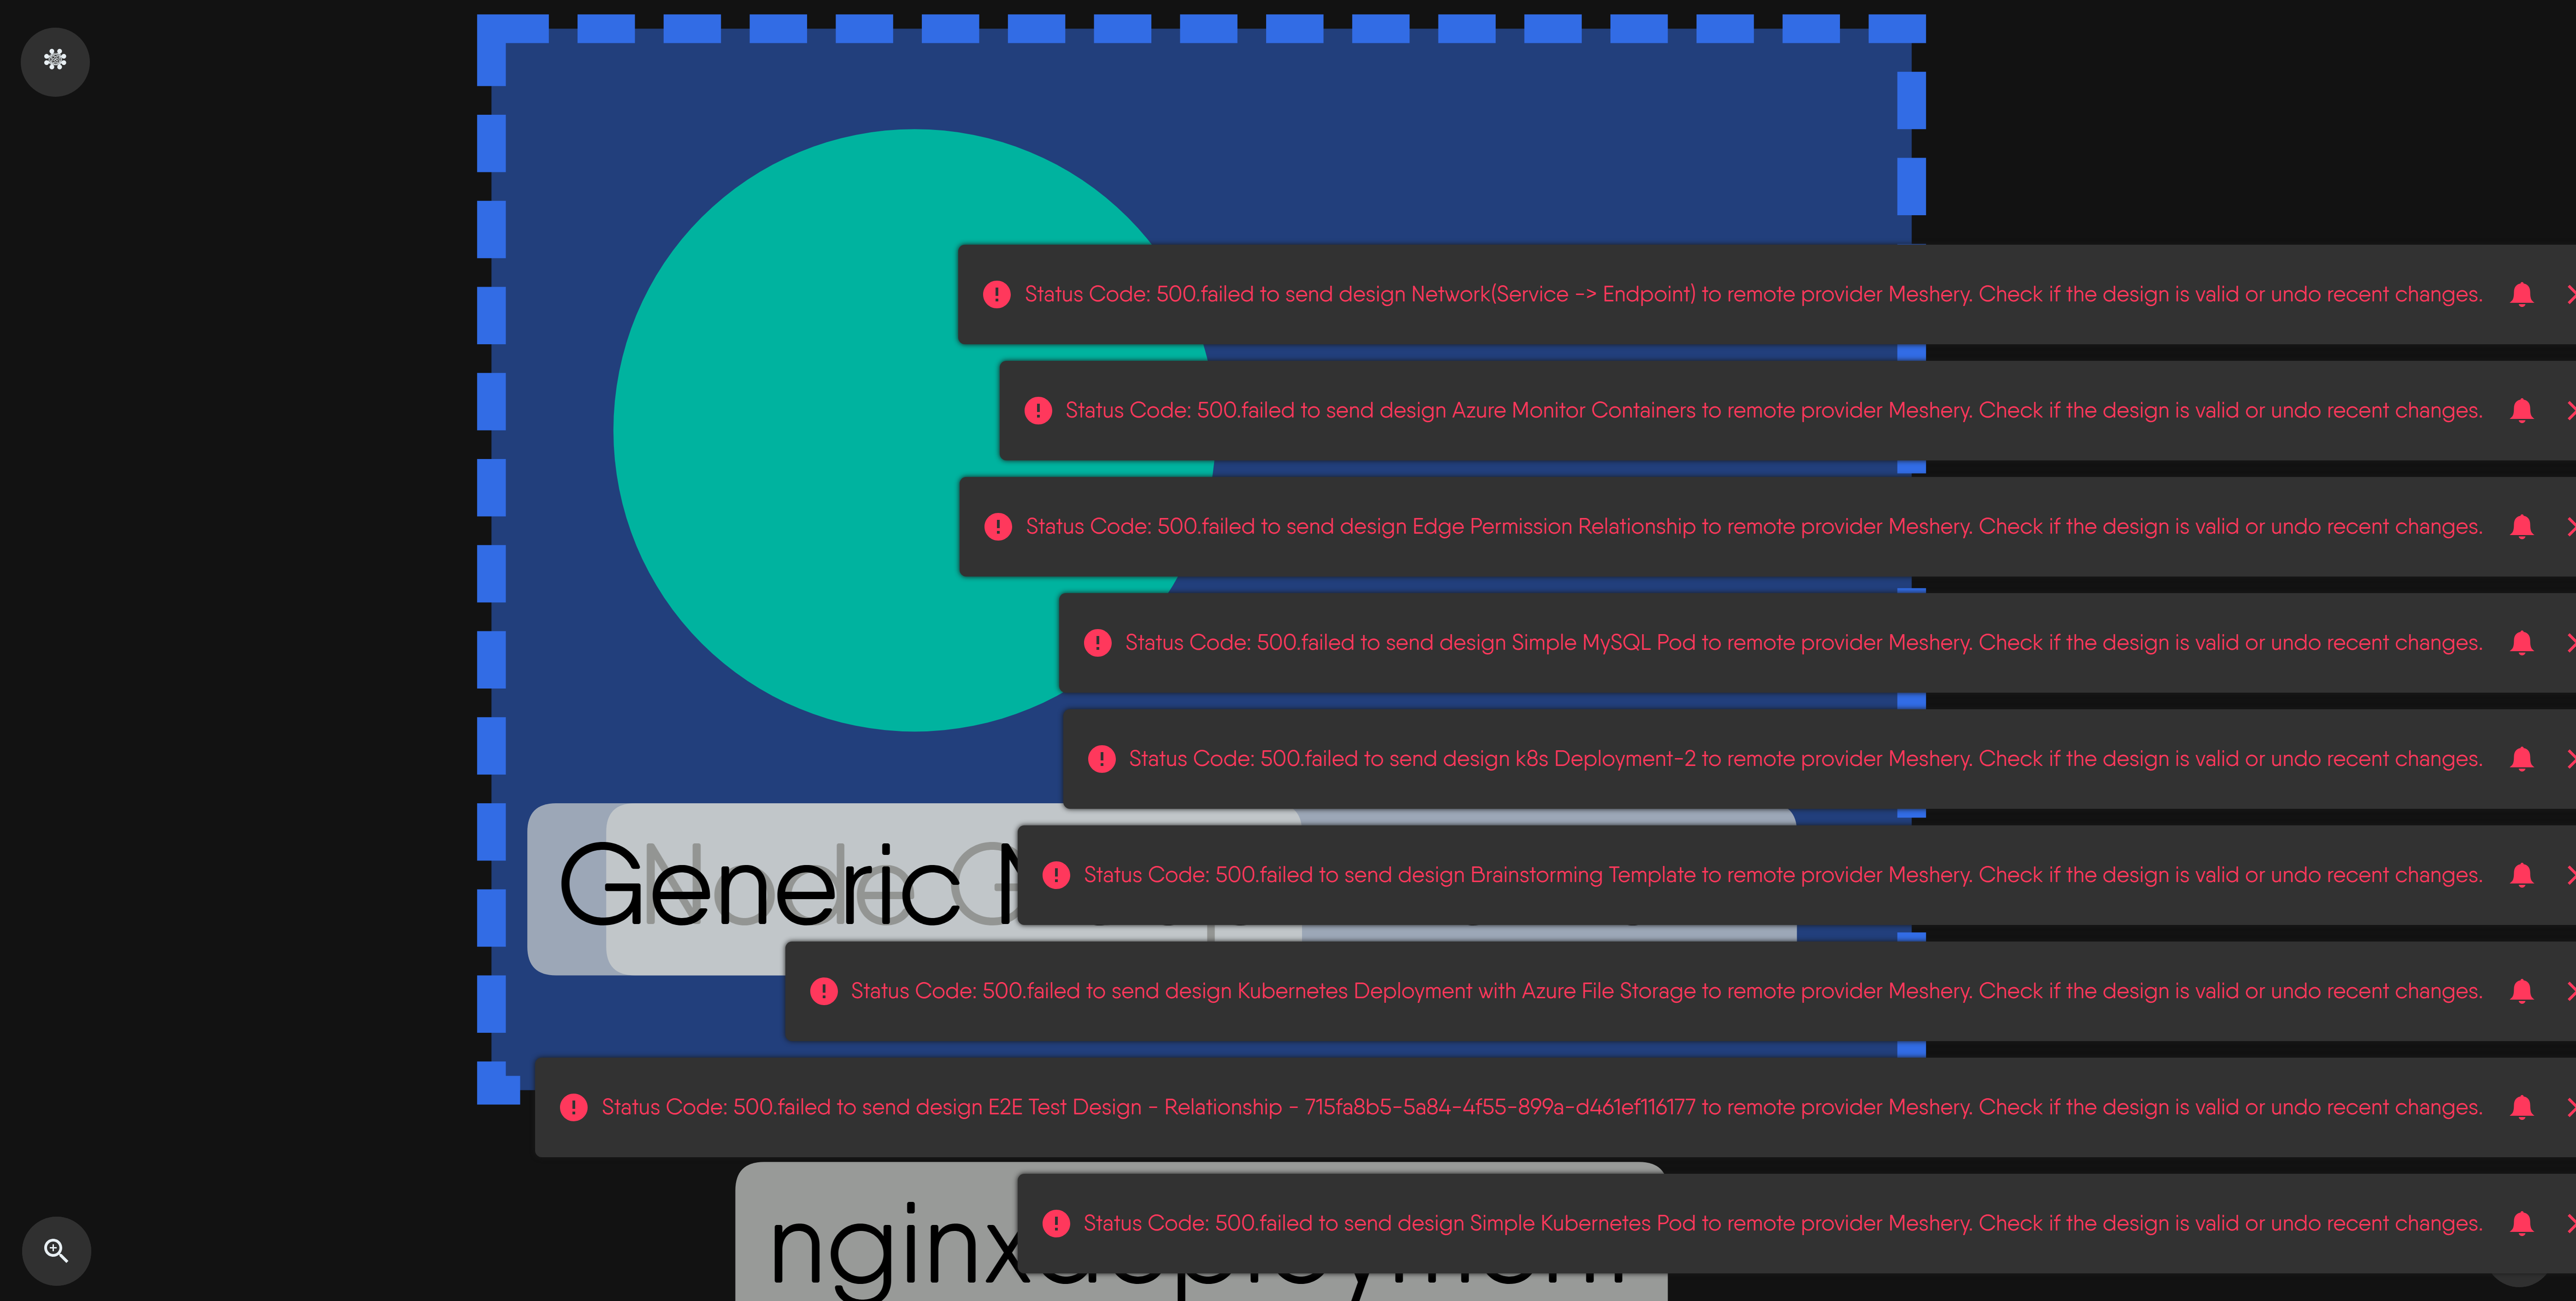 Status Code: 500.failed to send design Network(Service -> Endpoint) to remote provider Meshery. Check if the design is valid or undo recent changes.
Status Code: 500.failed to send design Azure Monitor Containers to remote provider Meshery. Check if the design is valid or undo recent changes.
Status Code: 500.failed to send design Edge Permission Relationship to remote provider Meshery. Check if the design is valid or undo recent changes.
Status Code: 500.failed to send design Simple MySQL Pod to remote provider Meshery. Check if the design is valid or undo recent changes.
Status Code: 500.failed to send design k8s Deployment-2 to remote provider Meshery. Check if the design is valid or undo recent changes.
Generic
Node
Status Code: 500.failed to send design Brainstorming Template to remote provider Meshery. Check if the design is valid or undo recent changes.
Status Code: 500.failed to send design Kubernetes Deployment with Azure File Storage to remote provider Meshery. Check if the design is valid or undo recent changes.
Status Code: 500.failed to send design E2E Test Design - Relationship - 715fa8b5-5a84-4f55-899a-d461ef116177 to remote provider Meshery. Check if the design is valid or undo recent changes.
Status Code: 500.failed to send design Simple Kubernetes Pod to remote provider Meshery. Check if the design is valid or undo recent changes.